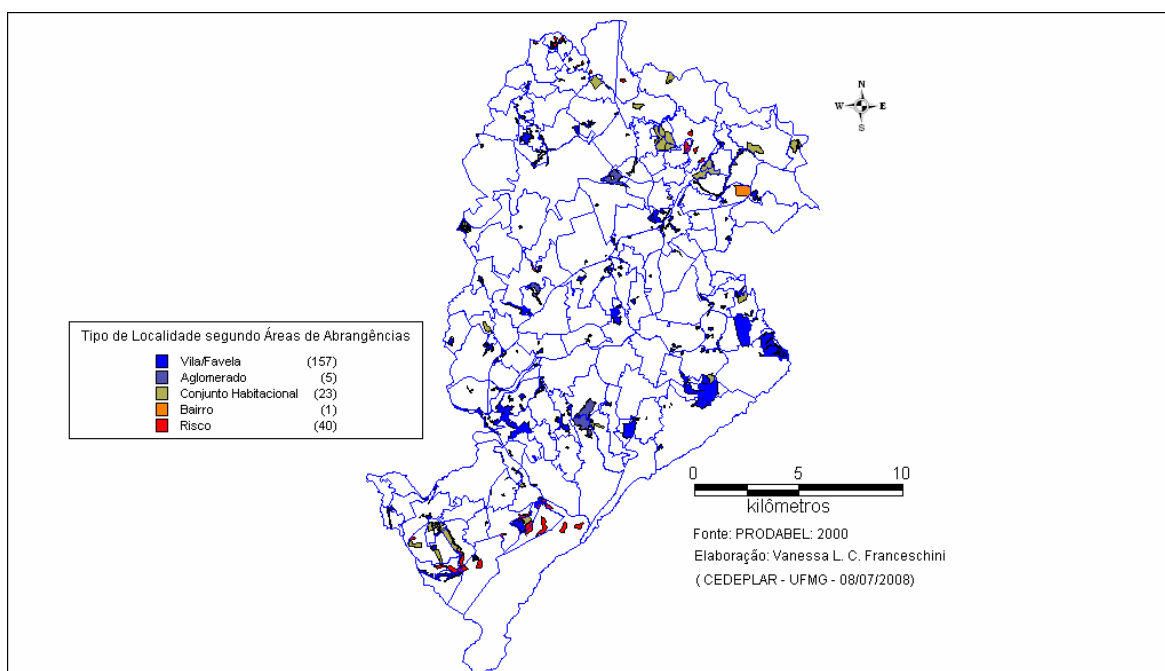 N
W E
S
Tipo de Localidade segundo Áreas de Abrangências
Vila/Favela (157)
Aglomerado (5)
Conjunto Habitacional (23)
Bairro (1)
Risco (40)
0 5 10
kilômetros
Fonte: PRODABEL: 2000
Elaboração: Vanessa L. C. Franceschini
( CEDEPLAR - UFMG - 08/07/2008)